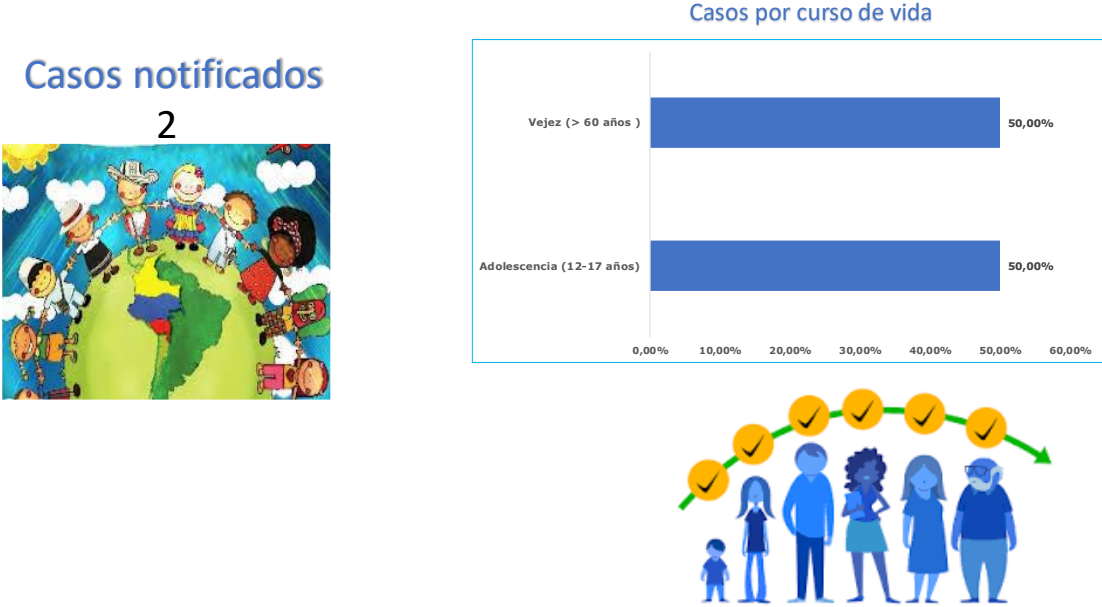 Casos notificados
2
Casos por curso de vida
Vejez (> 60 años )
50,00%
Adolescencia (12-17 años)
50,00%
0,00% 10,00% 20,00% 30,00% 40,00% 50,00% 60,00%